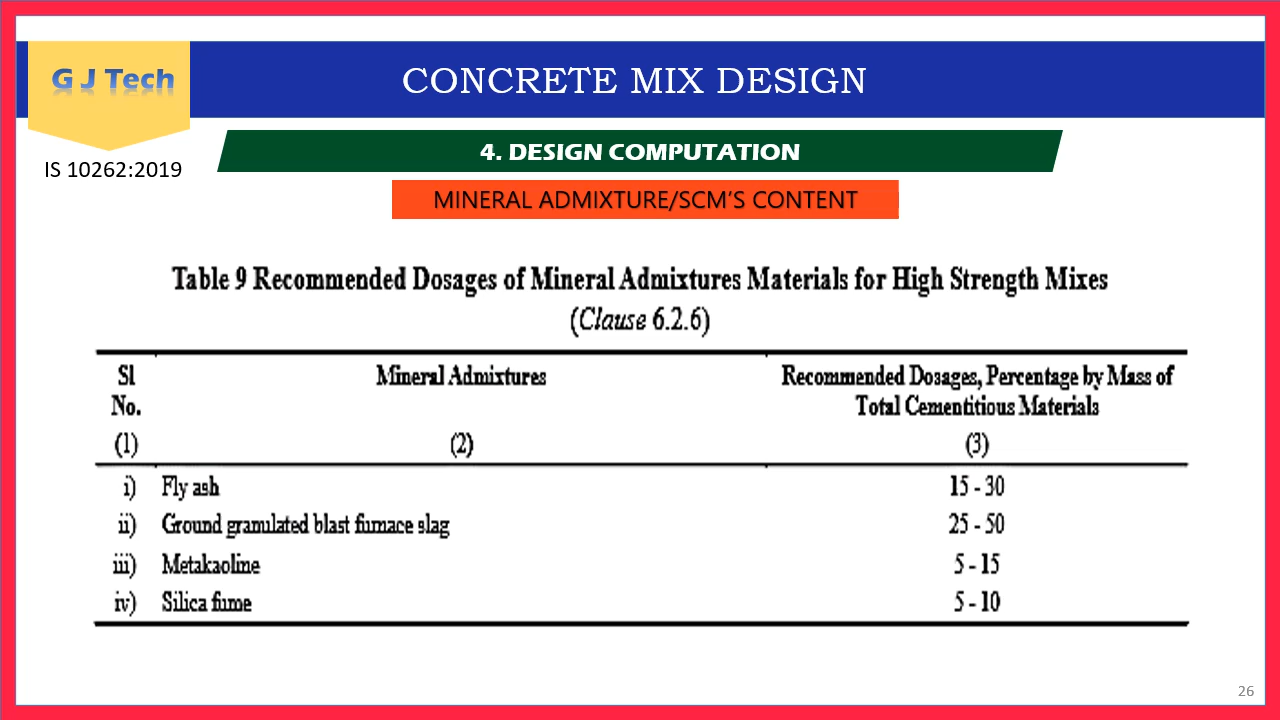 G J Tech
CONCRETE MIX DESIGN
IS 10262:2019
4. DESIGN COMPUTATION
MINERAL ADMIXTURE/SCM'S CONTENT
Table 9 Recommended Dosages of Mineral Admixtures Materials for High Strength Mixes
(Clause 6.2.6)
Sl No. Mineral Admixtures Recommended Dosages, Percentage by Mass of
Total Cementitious Materials
(1) (2) (3)
i) Fly ash 15 - 30
ii) Ground granulated blast furnace slag 25 - 50
iii) Metakaoline 5 - 15
iv) Silica fume 5 - 10
26